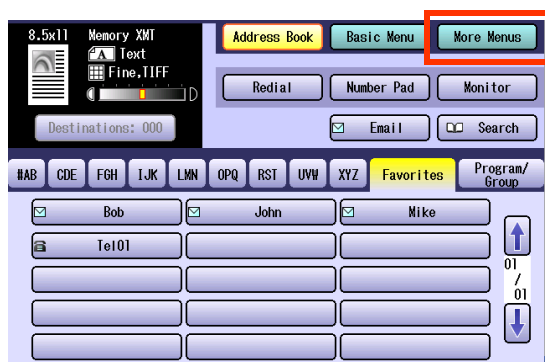 8.5x11 Memory XMT
A Text
Fine,TIFF
D
Destinations: 000
Address Book Basic Menu More Menus
Redial Number Pad Monitor
Email Search
#AB CDE FGH IJK LMN OPQ RST UVW XYZ Favorites Program/
Group
Bob John Mike
Tel01
01
/
01